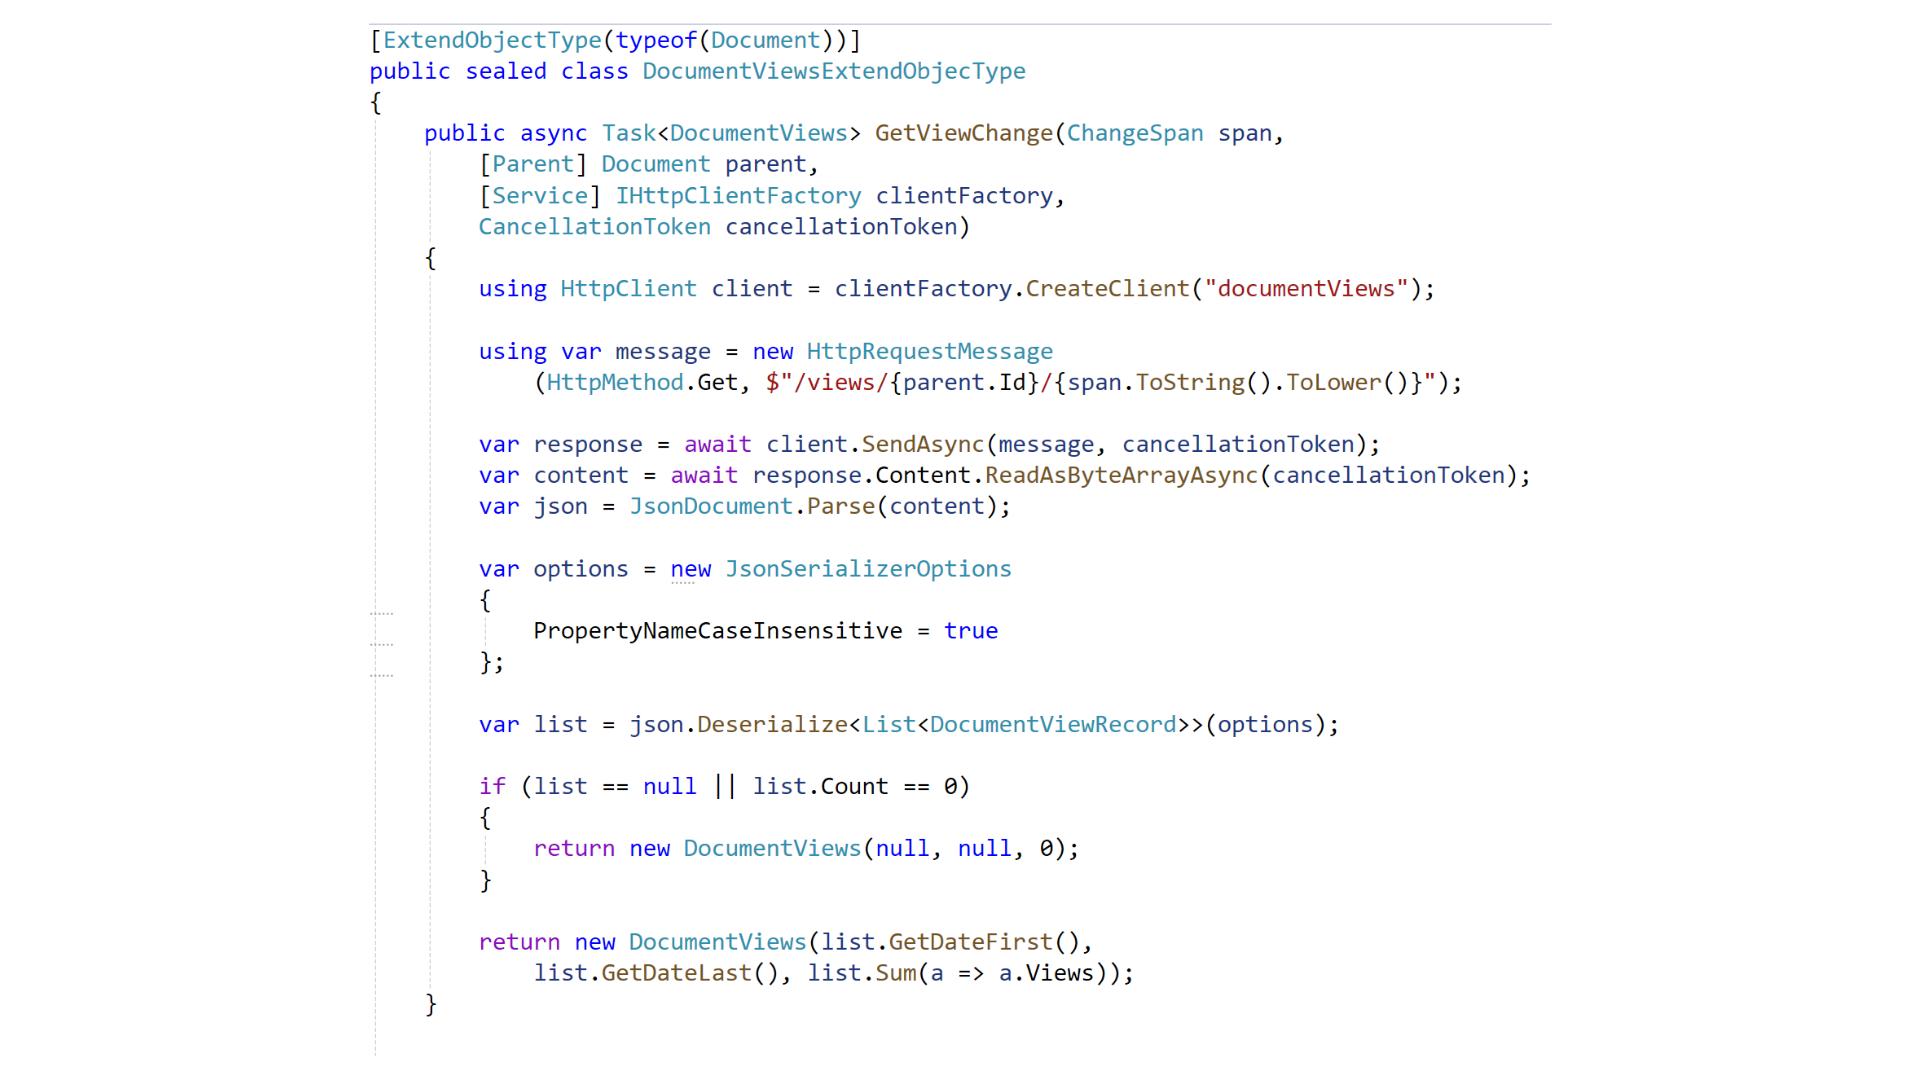 [ExtendObjectType(typeof(Document))]
public sealed class DocumentViewsExtendObjecType
{
    public async Task<DocumentViews> GetViewChange(ChangeSpan span,
        [Parent] Document parent,
        [Service] IHttpClientFactory clientFactory,
        CancellationToken cancellationToken)
    {
        using HttpClient client = clientFactory.CreateClient("documentViews");

        using var message = new HttpRequestMessage
            (HttpMethod.Get, $"/views/{parent.Id}/{span.ToString().ToLower()}");

        var response = await client.SendAsync(message, cancellationToken);
        var content = await response.Content.ReadAsByteArrayAsync(cancellationToken);
        var json = JsonDocument.Parse(content);

        var options = new JsonSerializerOptions
        {
            PropertyNameCaseInsensitive = true
        };

        var list = json.Deserialize<List<DocumentViewRecord>>(options);

        if (list == null || list.Count == 0)
        {
            return new DocumentViews(null, null, 0);
        }

        return new DocumentViews(list.GetDateFirst(),
            list.GetDateLast(), list.Sum(a => a.Views));
    }